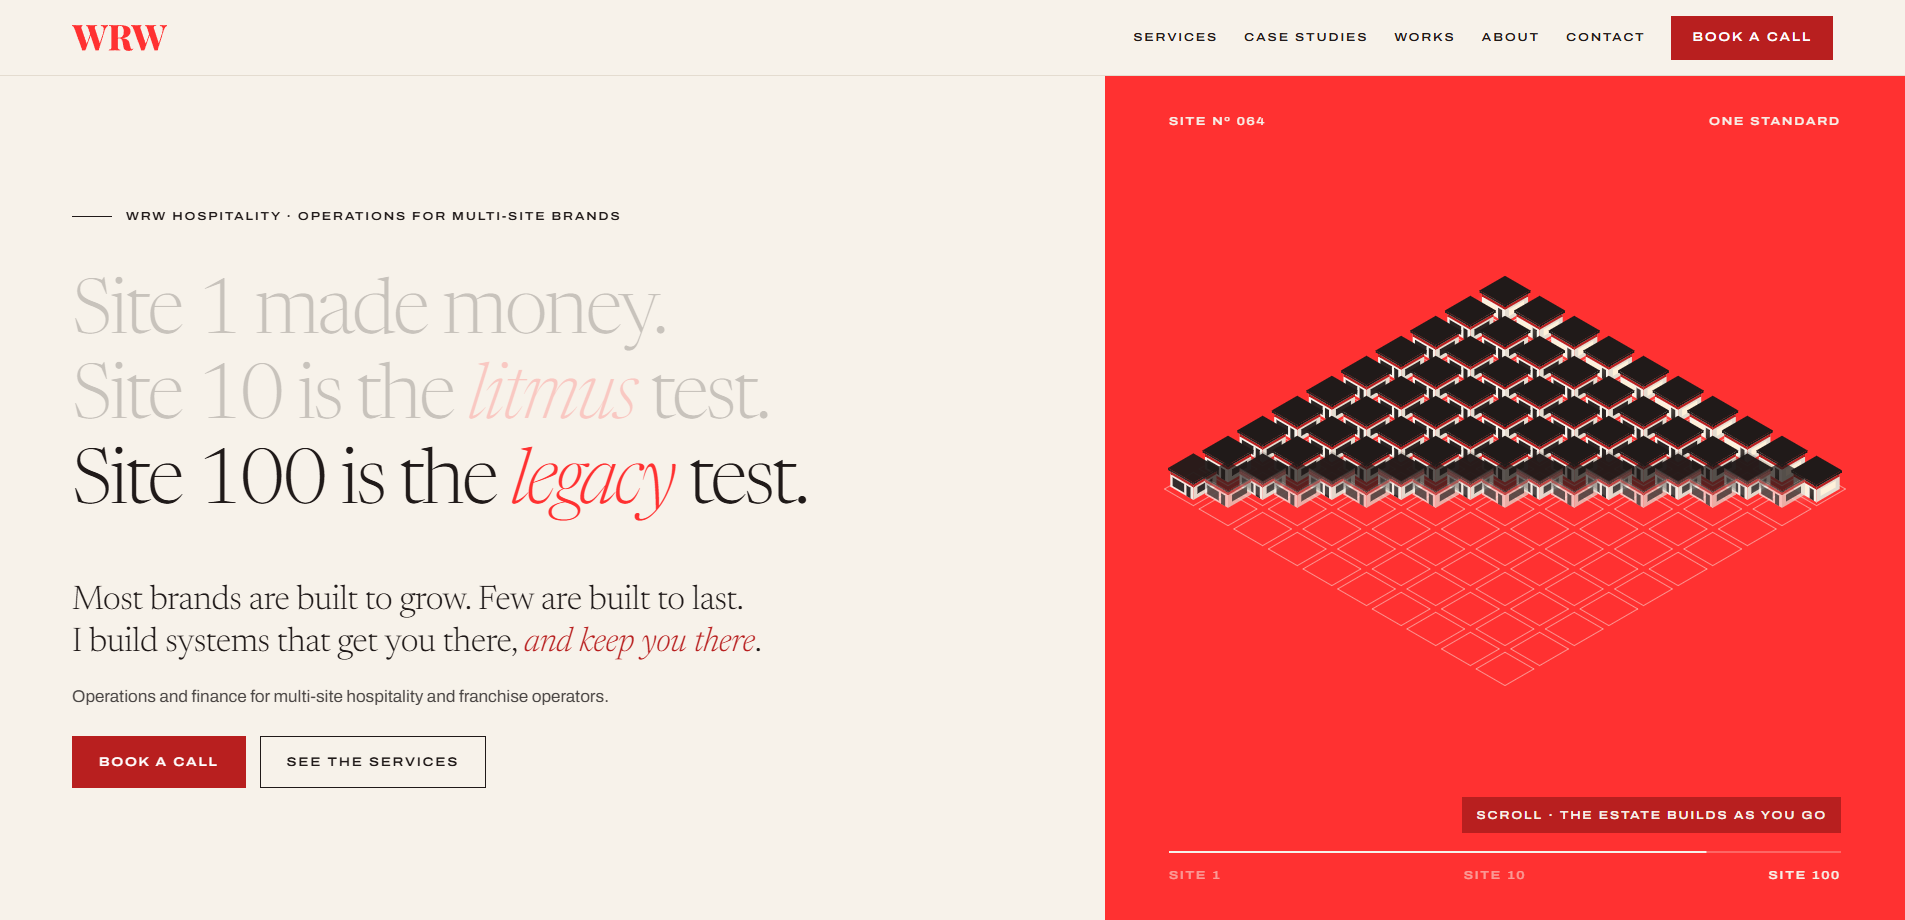 WRW
SERVICES CASE STUDIES WORKS ABOUT CONTACT BOOK A CALL
SITE Nº 064 ONE STANDARD
WRW HOSPITALITY · OPERATIONS FOR MULTI-SITE BRANDS
Site 1 made money.
Site 10 is the litmus test.
Site 100 is the legacy test.
Most brands are built to grow. Few are built to last.
I build systems that get you there, and keep you there.
Operations and finance for multi-site hospitality and franchise operators.
BOOK A CALL SEE THE SERVICES
SCROLL · THE ESTATE BUILDS AS YOU GO
SITE 1 SITE 10 SITE 100